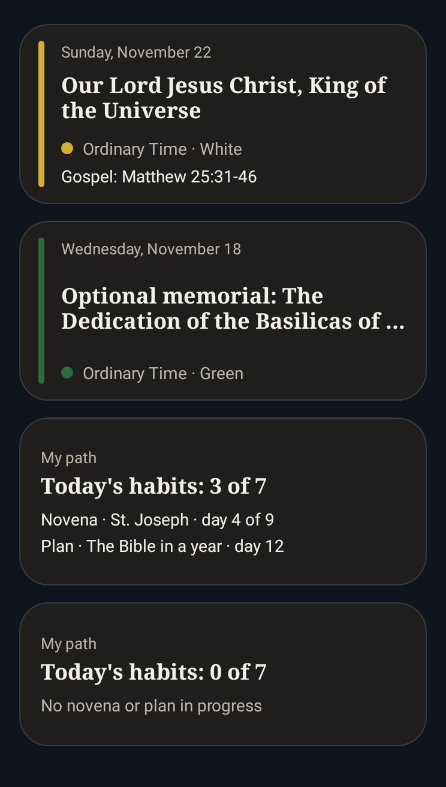 Sunday, November 22
Our Lord Jesus Christ, King of
the Universe
Ordinary Time · White
Gospel: Matthew 25:31-46
Wednesday, November 18
Optional memorial: The
Dedication of the Basilicas of ...
Ordinary Time · Green
My path
Today's habits: 3 of 7
Novena · St. Joseph · day 4 of 9
Plan · The Bible in a year · day 12
My path
Today's habits: 0 of 7
No novena or plan in progress